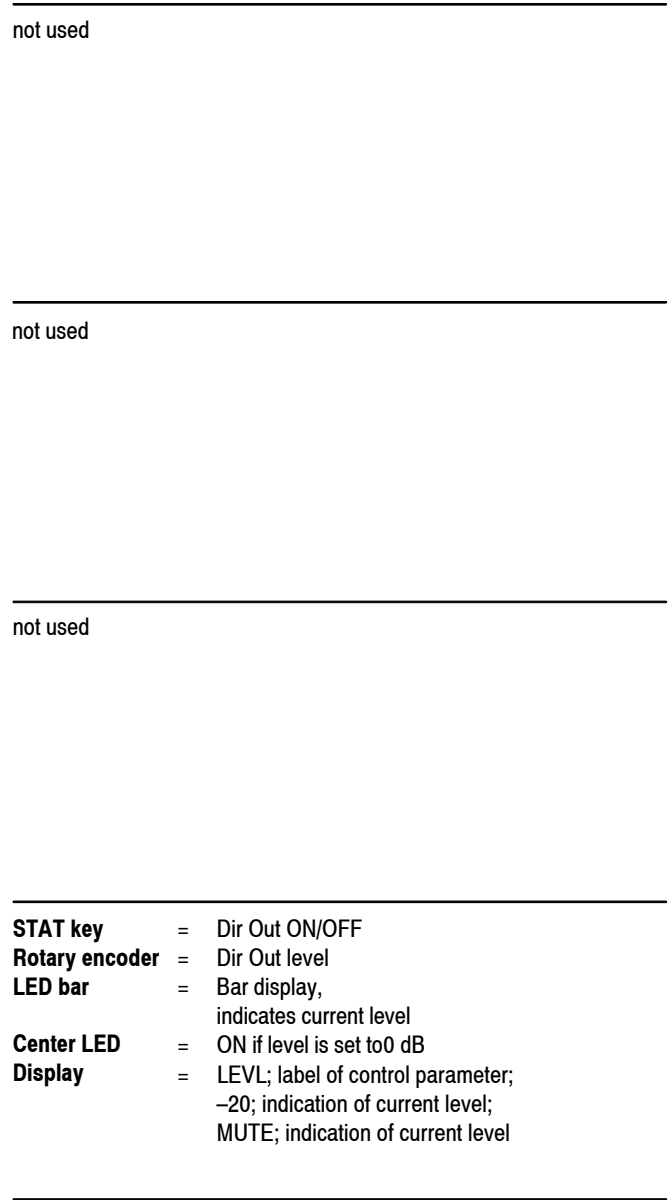 not used
not used
not used
STAT key = Dir Out ON/OFF
Rotary encoder = Dir Out level
LED bar = Bar display,
indicates current level
Center LED = ON if level is set to0 dB
Display = LEVL; label of control parameter;
–20; indication of current level;
MUTE; indication of current level